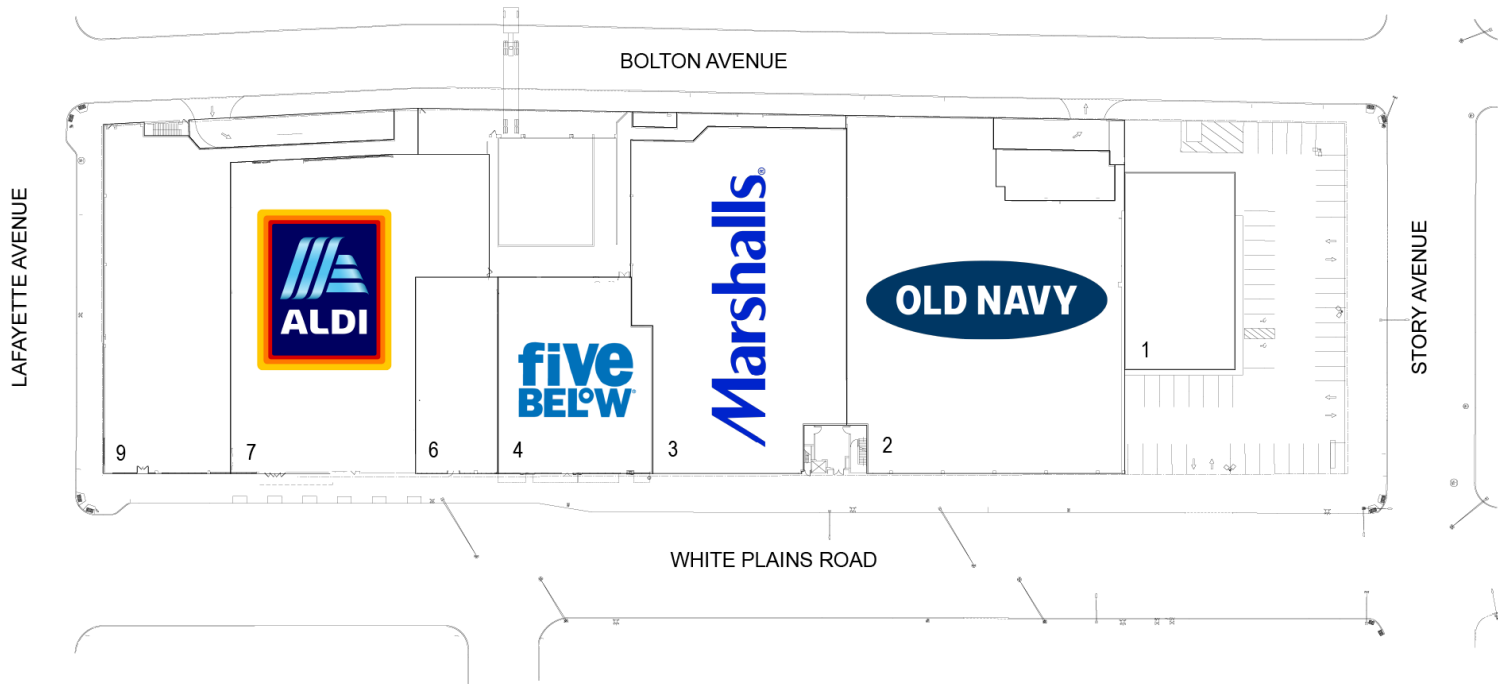 BOLTON AVENUE
LAFAYETTE AVENUE
ALDI
five
BELOW
Marshalls®
OLD NAVY
STORY AVENUE
1
9
7
6
4
3
2
WHITE PLAINS ROAD